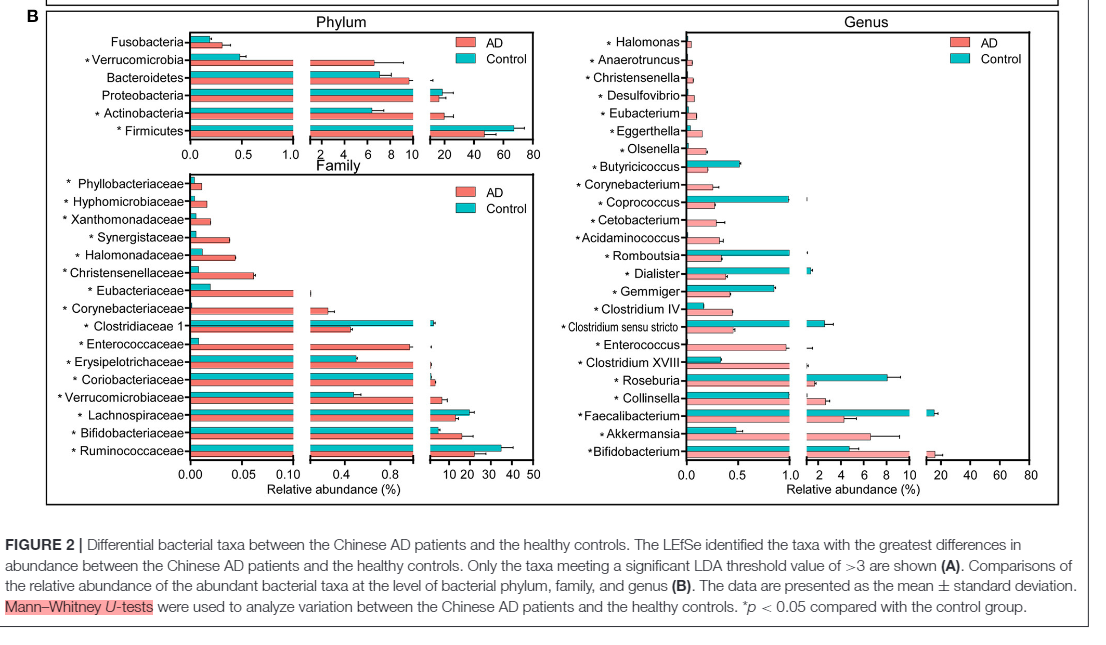 B
Phylum
Fusobacteria
* Verrucomicrobia
Bacteroidetes
Proteobacteria
* Actinobacteria
* Firmicutes
AD
Control
0.0 0.5 1.0 2 4 6 8 10 20 40 60 80
Family
* Phyllobacteriaceae
* Hyphomicrobiaceae
* Xanthomonadaceae
* Synergistaceae
* Halomonadaceae
* Christensenellaceae
* Eubacteriaceae
* Corynebacteriaceae
* Clostridiaceae 1
* Enterococcaceae
* Erysipelotrichaceae
* Coriobacteriaceae
* Verrucomicrobiaceae
* Lachnospiraceae
* Bifidobacteriaceae
* Ruminococcaceae
AD
Control
0.00 0.05 0.10 0.4 0.8 10 20 30 40 50
Relative abundance (%)
Genus
* Halomonas
* Anaerotruncus
* Christensenella
* Desulfovibrio
* Eubacterium
* Eggerthella
* Olsenella
* Butyricicoccus
* Corynebacterium
* Coprococcus
* Cetobacterium
* Acidaminococcus
* Romboutsia
* Dialister
* Gemmiger
* Clostridium IV
* Clostridium sensu stricto
* Enterococcus
* Clostridium XVIII
* Roseburia
* Collinsella
* Faecalibacterium
* Akkermansia
* Bifidobacterium
AD
Control
0.0 0.5 1.0 2 4 6 8 10 20 40 60 80
Relative abundance (%)
FIGURE 2 | Differential bacterial taxa between the Chinese AD patients and the healthy controls. The LEfSe identified the taxa with the greatest differences in
abundance between the Chinese AD patients and the healthy controls. Only the taxa meeting a significant LDA threshold value of >3 are shown (A). Comparisons of
the relative abundance of the abundant bacterial taxa at the level of bacterial phylum, family, and genus (B). The data are presented as the mean ± standard deviation.
Mann–Whitney U-tests were used to analyze variation between the Chinese AD patients and the healthy controls. *p < 0.05 compared with the control group.